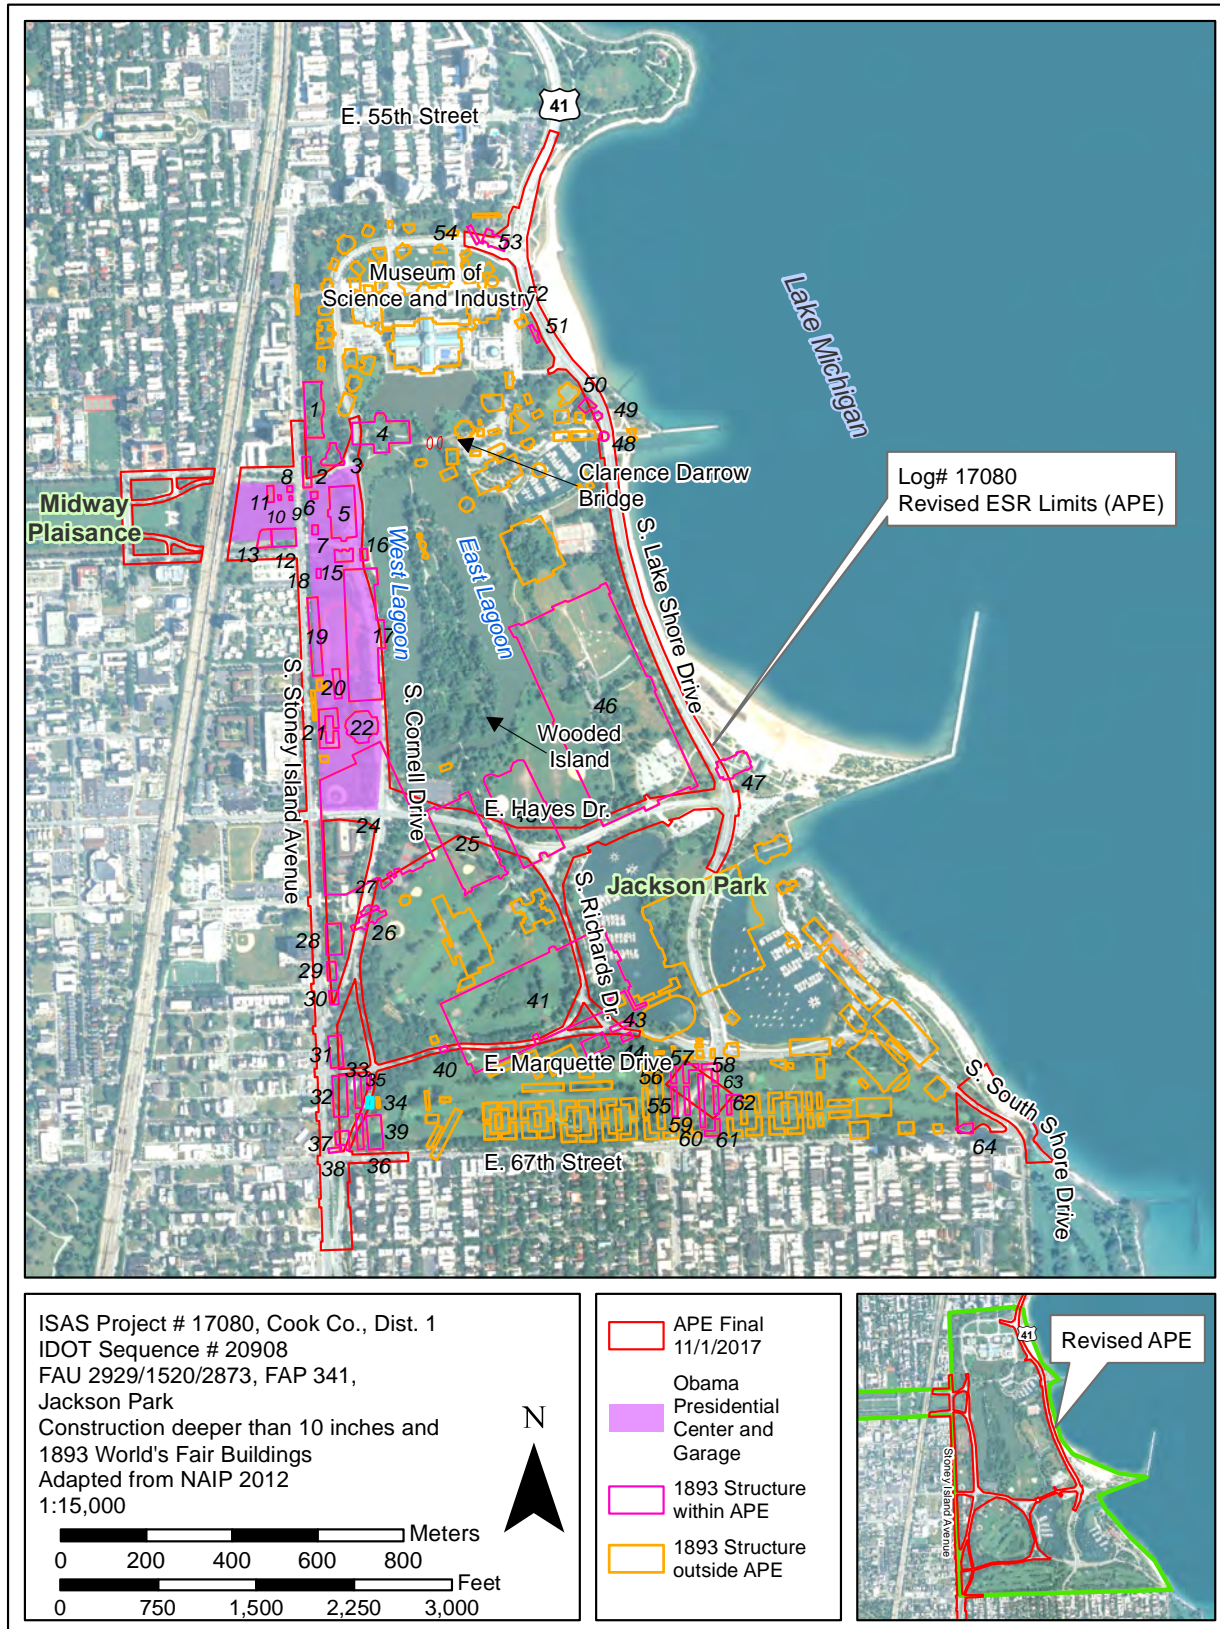 E. 55th Street
41
54
53
Museum of
Science and Industry
52
51
Lake Michigan
50
49
48
1
4
3
2
Clarence Darrow
Bridge
Log# 17080
Revised ESR Limits (APE)
Midway
Plaisance
8
11
10
9
6
5
7
13
12
16
15
18
West Lagoon
East Lagoon
S. Lake Shore Drive
19
17
20
21
22
46
Wooded
Island
47
S. Stoney Island Avenue
S. Cornell Drive
E. Hayes Dr.
24
25
27
26
28
29
30
S. Richards Dr.
Jackson Park
41
43
44
31
33
35
32
34
40
E. Marquette Drive
57
58
56
63
55
62
59
60
61
37
39
38
36
E. 67th Street
64
S. South Shore Drive
ISAS Project # 17080, Cook Co., Dist. 1
IDOT Sequence # 20908
FAU 2929/1520/2873, FAP 341,
Jackson Park
Construction deeper than 10 inches and
1893 World's Fair Buildings
Adapted from NAIP 2012
1:15,000
Meters
0 200 400 600 800
Feet
0 750 1,500 2,250 3,000
N
APE Final
11/1/2017
Obama
Presidential
Center and
Garage
1893 Structure
within APE
1893 Structure
outside APE
41
Revised APE
Stoney Island Avenue